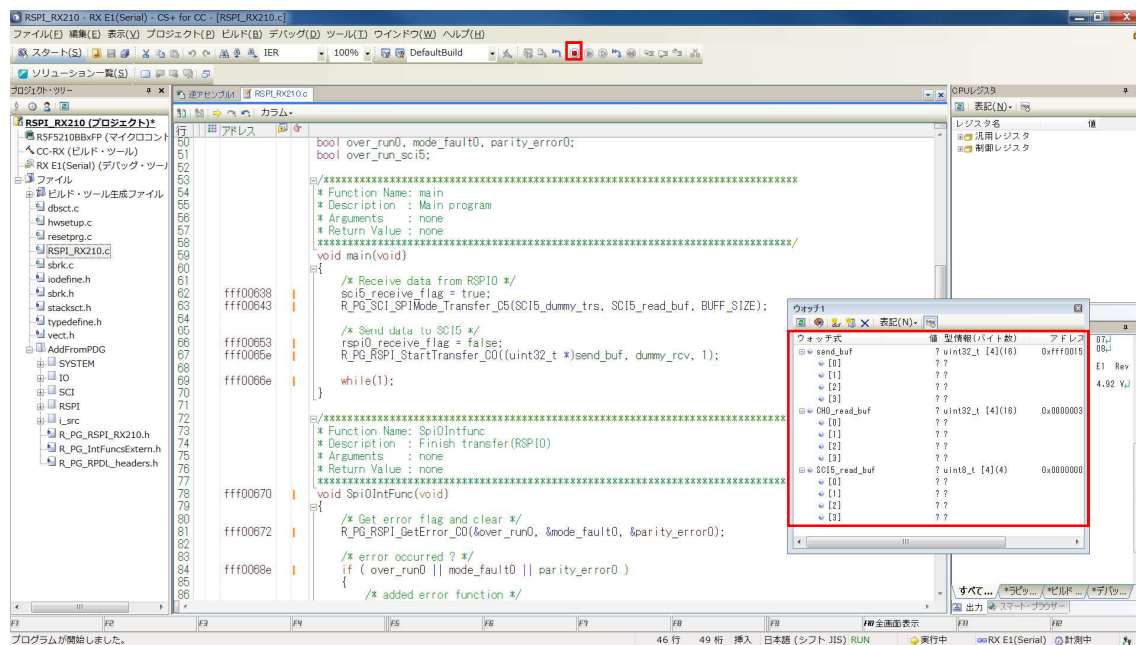 RSPI_RX210 - RX E1(Serial) - CS+ for CC - [RSPI_RX210.c]
ファイル(F) 編集(E) 表示(V) プロジェクト(P) ビルド(B) デバッグ(D) ツール(T) ウインドウ(W) ヘルプ(H)
スタート(S) IER 100% DefaultBuild
ソリューション一覧(S)
プロジェクト・ツリー
RSPI_RX210 (プロジェクト)*
R5F5210BBxFP (マイクロコント
CC-RX (ビルド・ツール)
RX E1(Serial) (デバッグ・ツー
ファイル
ビルド・ツール生成ファイル
dbsct.c
hwsetup.c
resetprg.c
RSPI_RX210.c
sbrk.c
iodefine.h
sbrk.h
stacksct.h
typedefine.h
vect.h
AddFromPDG
SYSTEM
IO
SCI
RSPI
i_src
R_PG_RSPI_RX210.h
R_PG_IntFuncsExtern.h
R_PG_RPDL_headers.h
逆アセンブル1 RSPI_RX210.c
カラム
行 アドレス
50 bool over_run0, mode_fault0, parity_error0;
51 bool over_run_sci5;
52
53 /******************************************************************************
54 * Function Name: main
55 * Description : Main program
56 * Arguments : none
57 * Return Value : none
58 ******************************************************************************/
59 void main(void)
60 {
61 /* Receive data from RSPI0 */
62 fff00638 sci5_receive_flag = true;
63 fff00643 R_PG_SCI_SPIMode_Transfer_C5(SCI5_dummy_trs, SCI5_read_buf, BUFF_SIZE);
64
65 /* Send data to SCI5 */
66 fff00653 rspi0_receive_flag = false;
67 fff0065e R_PG_RSPI_StartTransfer_C0((uint32_t *)send_buf, dummy_rcv, 1);
68
69 fff0066e while(1);
70 }
71
72 /******************************************************************************
73 * Function Name: Spi0Intfunc
74 * Description : Finish transfer(RSPI0)
75 * Arguments : none
76 * Return Value : none
77 ******************************************************************************
78 fff00670 void Spi0IntFunc(void)
79 {
80 /* Get error flag and clear */
81 fff00672 R_PG_RSPI_GetError_C0(&over_run0, &mode_fault0, &parity_error0);
82
83 /* error occurred ? */
84 fff0068e if ( over_run0 || mode_fault0 || parity_error0 )
85 {
86 /* added error function */
CPUレジスタ
表記(N)
レジスタ名 値
汎用レジスタ
制御レジスタ
ウォッチ1
表記(N)
ウォッチ式 値 型情報(バイト数) アドレス
send_buf ? uint32_t [4](16) 0xfff0015
[0] ? ?
[1] ? ?
[2] ? ?
[3] ? ?
CH0_read_buf ? uint32_t [4](16) 0x0000003
[0] ? ?
[1] ? ?
[2] ? ?
[3] ? ?
SCI5_read_buf ? uint8_t [4](4) 0x0000000
[0] ? ?
[1] ? ?
[2] ? ?
[3] ? ?
07
08
E1 Rev
4.92 V
すべて... *ラピッ... *ビルド... *デバッ...
出力 スマート・ブラウザー
F1 F2 F3 F4 F5 F6 F7 F8 F9 F10 全画面表示 F11 F12
プログラムが開始しました。 46 行 49 桁 挿入 日本語 (シフト JIS) RUN 実行中 RX E1(Serial) 計測中